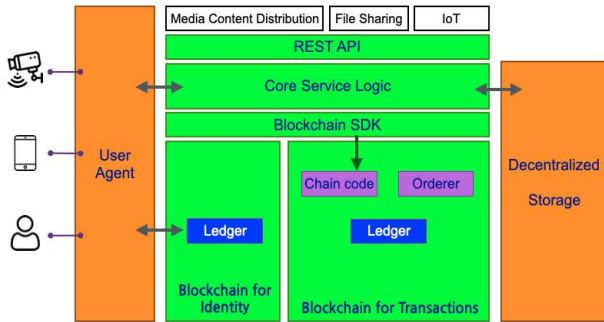 Media Content Distribution
File Sharing
IoT
REST API
Core Service Logic
Blockchain SDK
User
Agent
Chain code
Orderer
Decentralized
Storage
Ledger
Ledger
Blockchain for
Identity
Blockchain for Transactions